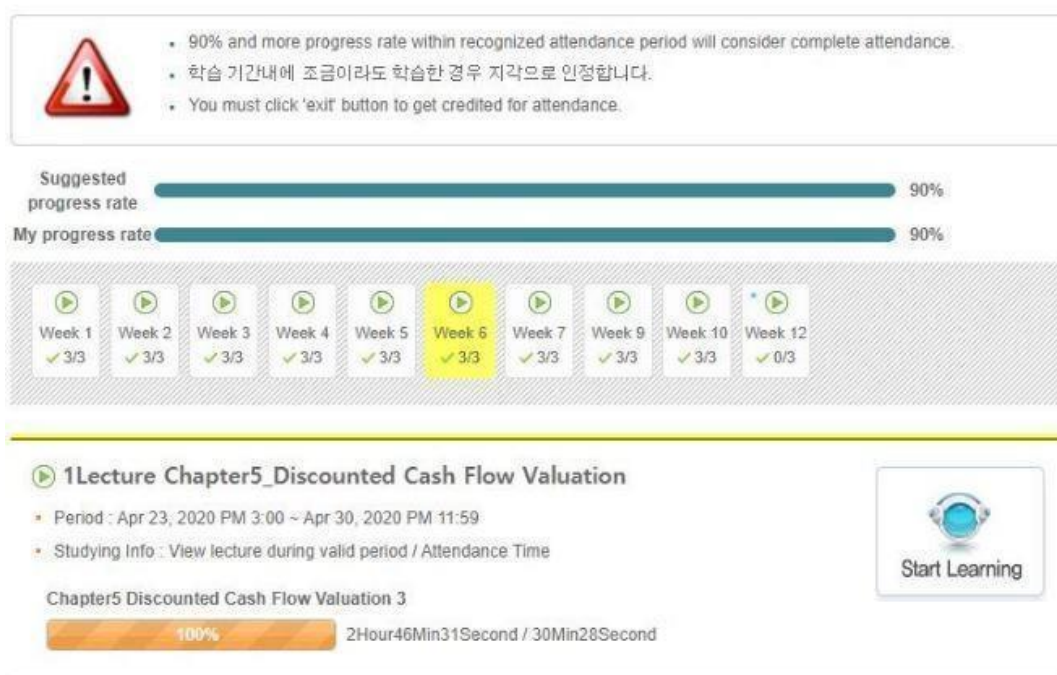 90% and more progress rate within recognized attendance period will consider complete attendance.
학습 기간내에 조금이라도 학습한 경우 지각으로 인정합니다.
You must click 'exit' button to get credited for attendance.
Suggested
progress rate
90%
My progress rate
90%
Week 1 Week 2 Week 3 Week 4 Week 5 Week 6 Week 7 Week 9 Week 10 Week 12
3/3 3/3 3/3 3/3 3/3 3/3 3/3 3/3 3/3 0/3
1Lecture Chapter5_Discounted Cash Flow Valuation
Period : Apr 23, 2020 PM 3:00 ~ Apr 30, 2020 PM 11:59
Studying Info : View lecture during valid period / Attendance Time
Start Learning
Chapter5 Discounted Cash Flow Valuation 3
100% 2Hour46Min31Second / 30Min28Second